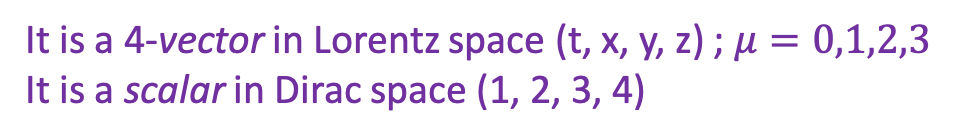 It is a 4-vector in Lorentz space (t, x, y, z) ; μ = 0,1,2,3
It is a scalar in Dirac space (1, 2, 3, 4)